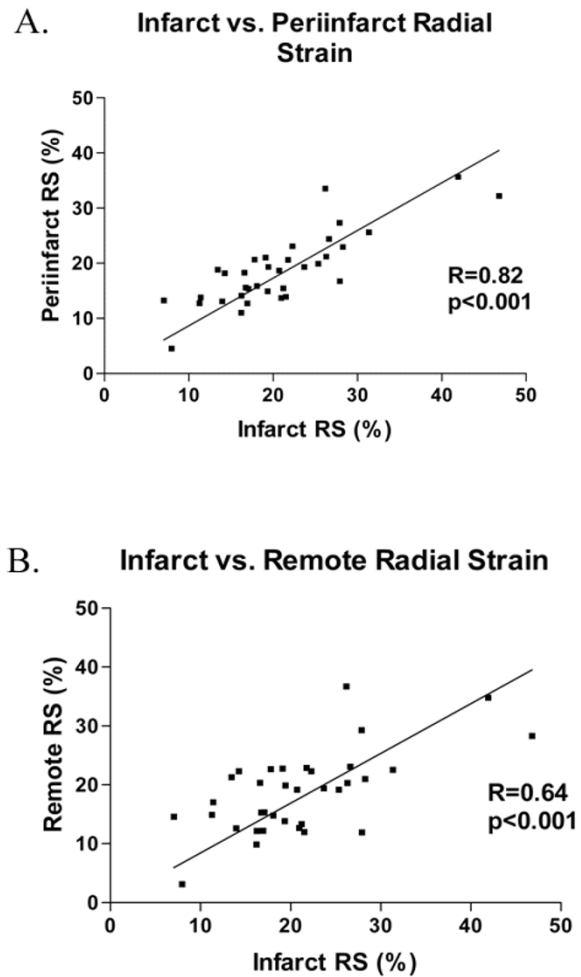 A.
Infarct vs. Periinfarct Radial
Strain
Periinfarct RS (%)
50
40
30
20
10
0
R=0.82
p<0.001
0 10 20 30 40 50
Infarct RS (%)
B.
Infarct vs. Remote Radial Strain
Remote RS (%)
50
40
30
20
10
0
R=0.64
p<0.001
0 10 20 30 40 50
Infarct RS (%)